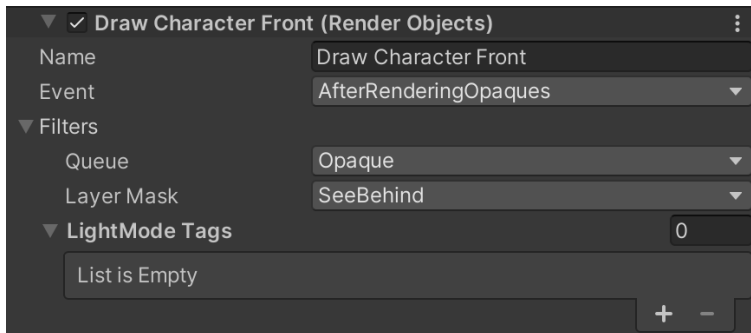 Draw Character Front (Render Objects)
Name Draw Character Front
Event AfterRenderingOpaques
Filters
Queue Opaque
Layer Mask SeeBehind
LightMode Tags 0
List is Empty
+ −